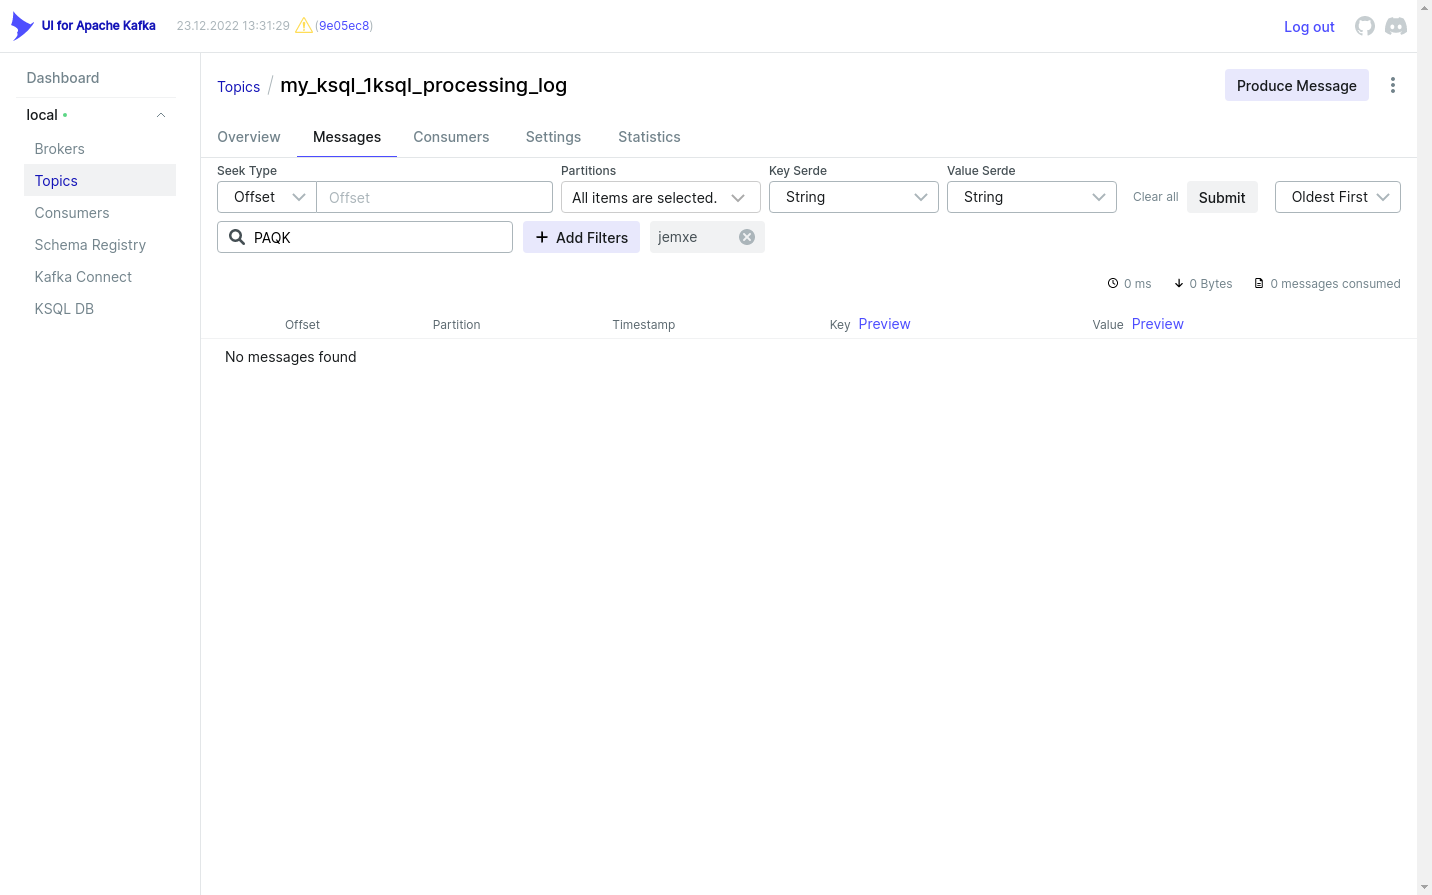 UI for Apache Kafka 23.12.2022 13:31:29 (9e05ec8) Log out
Dashboard
local
Brokers
Topics
Consumers
Schema Registry
Kafka Connect
KSQL DB
Topics / my_ksql_1ksql_processing_log Produce Message
Overview Messages Consumers Settings Statistics
Seek Type Partitions Key Serde Value Serde
Offset Offset All items are selected. String String Clear all Submit Oldest First
PAQK Add Filters jemxe
0 ms 0 Bytes 0 messages consumed
Offset Partition Timestamp Key Preview Value Preview
No messages found